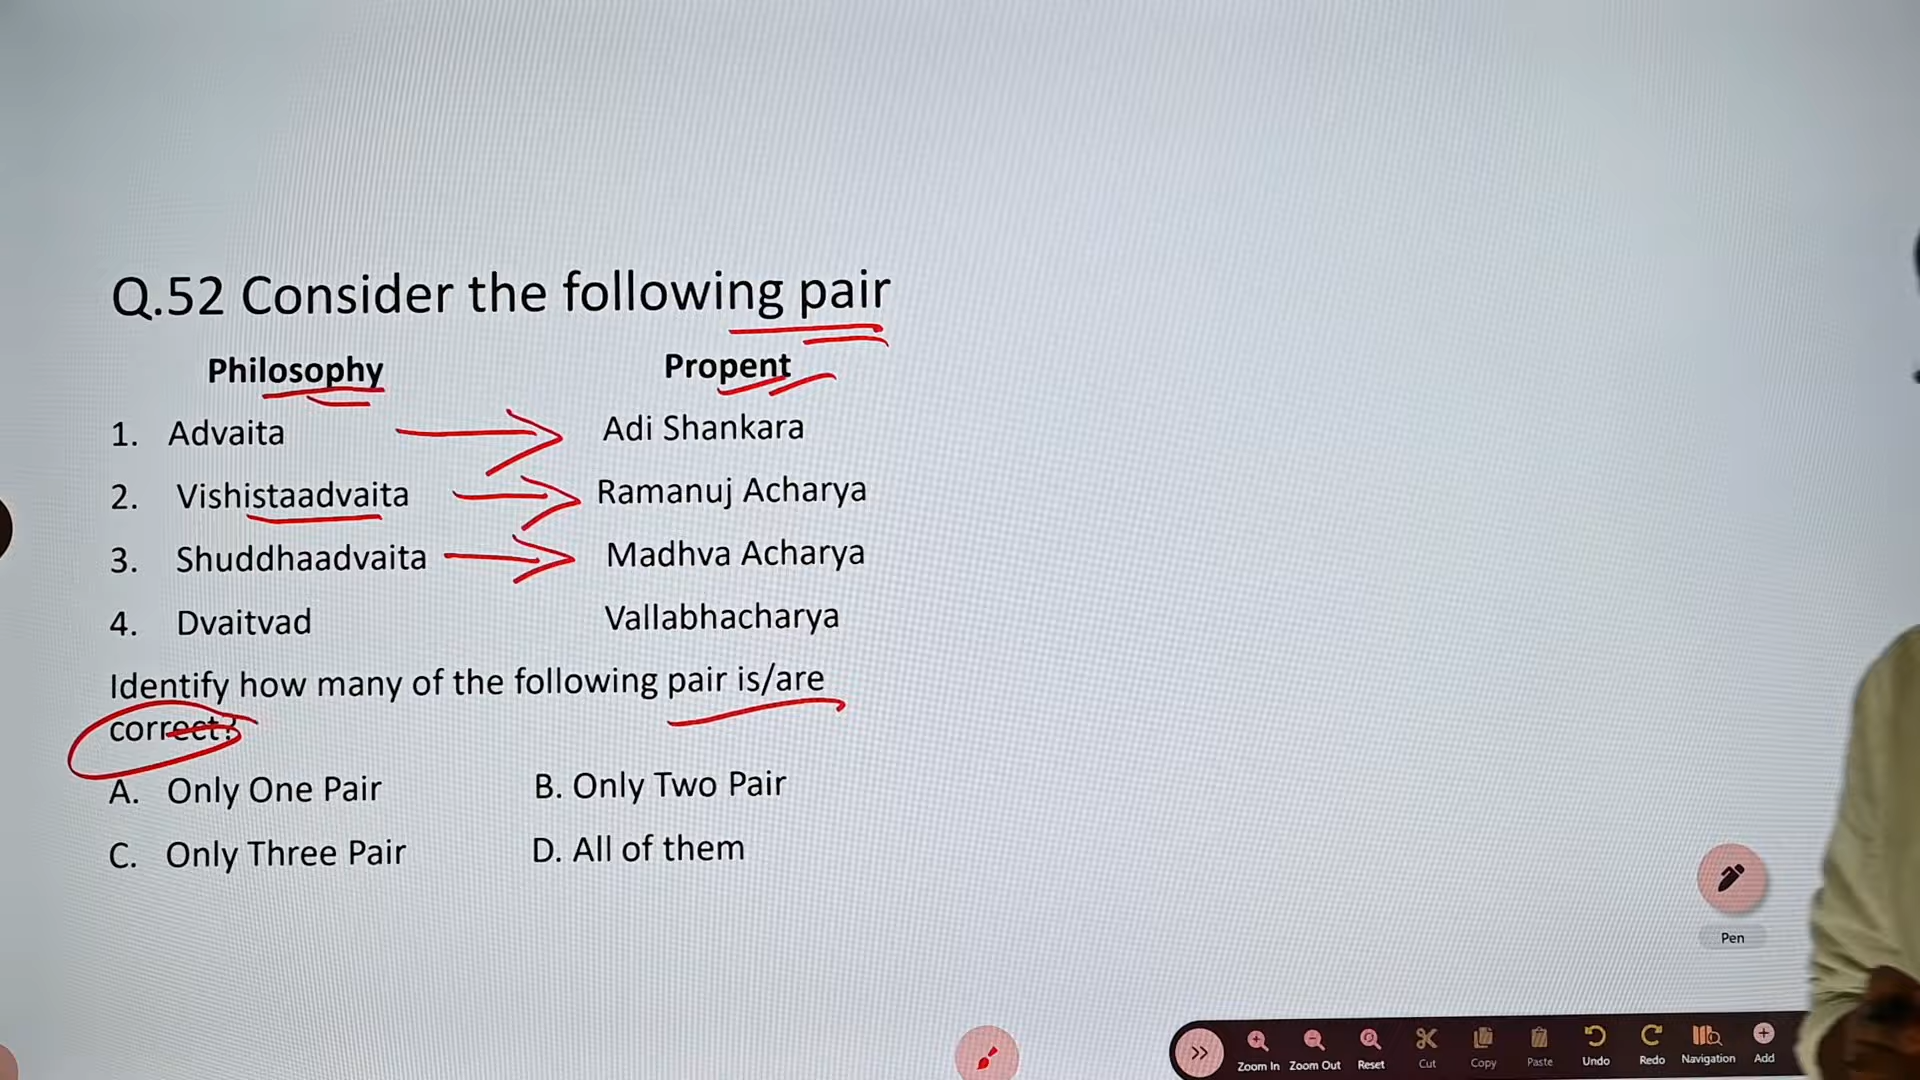 Q.52 Consider the following pair
Philosophy Propent
1. Advaita Adi Shankara
2. Vishistaadvaita Ramanuj Acharya
3. Shuddhaadvaita Madhva Acharya
4. Dvaitvad Vallabhacharya
Identify how many of the following pair is/are
correct?
A. Only One Pair B. Only Two Pair
C. Only Three Pair D. All of them
Pen
Zoom In Zoom Out Reset Cut Copy Paste Undo Redo Navigation Add